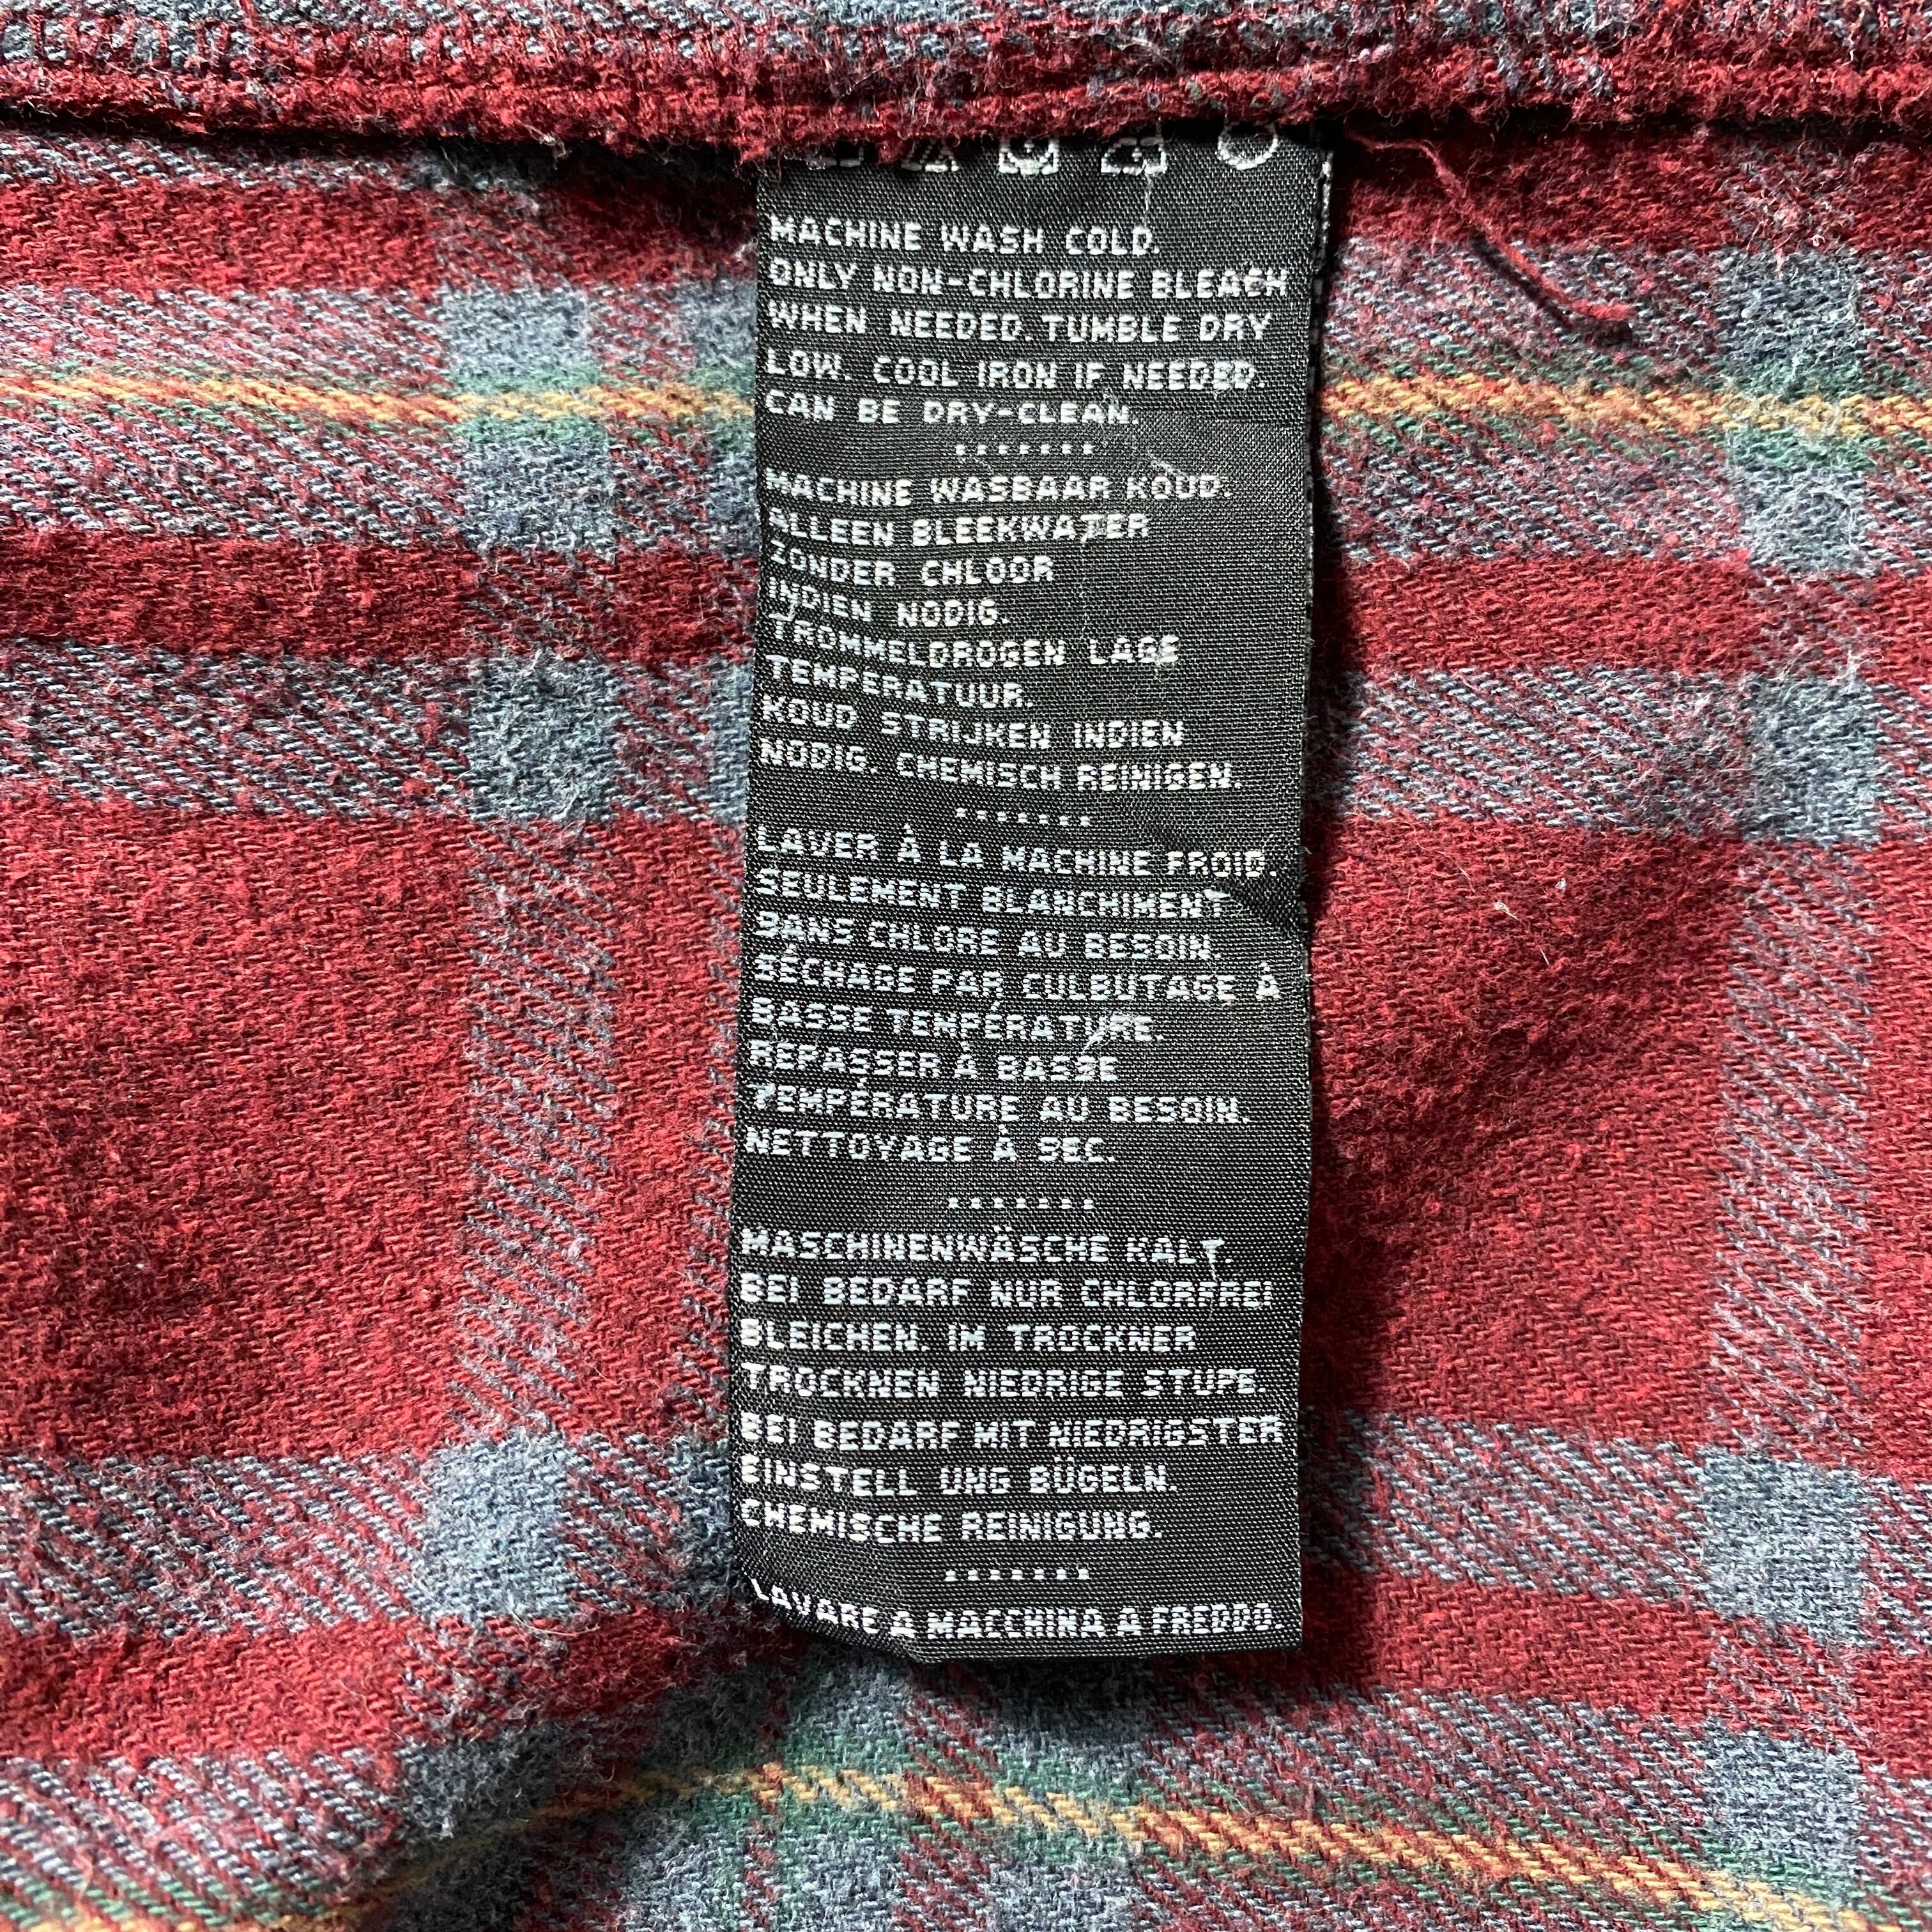 MACHINE WASH COLD.
ONLY NON-CHLORINE BLEACH
WHEN NEEDED. TUMBLE DRY
LOW. COOL IRON IF NEEDED.
CAN BE DRY-CLEAN.
MACHINE WASBAAR KOUD.
ALLEEN BLEEKWATER
ZONDER CHLOOR
INDIEN NODIG.
TROMMELDROGEN LAGE
TEMPERATUUR.
KOUD STRIJKEN INDIEN
NODIG. CHEMISCH REINIGEN.
LAVER À LA MACHINE FROID.
SEULEMENT BLANCHIMENT
SANS CHLORE AU BESOIN.
SÉCHAGE PAR CULBUTAGE À
BASSE TEMPÉRATURE.
REPASSER À BASSE
TEMPÉRATURE AU BESOIN.
NETTOYAGE À SEC.
MASCHINENWÄSCHE KALT.
BEI BEDARF NUR CHLORFREI
BLEICHEN. IM TROCKNER
TROCKNEN NIEDRIGE STUFE.
BEI BEDARF MIT NIEDRIGSTER
EINSTELL UNG BÜGELN.
CHEMISCHE REINIGUNG.
LAVARE A MACCHINA A FREDDO.